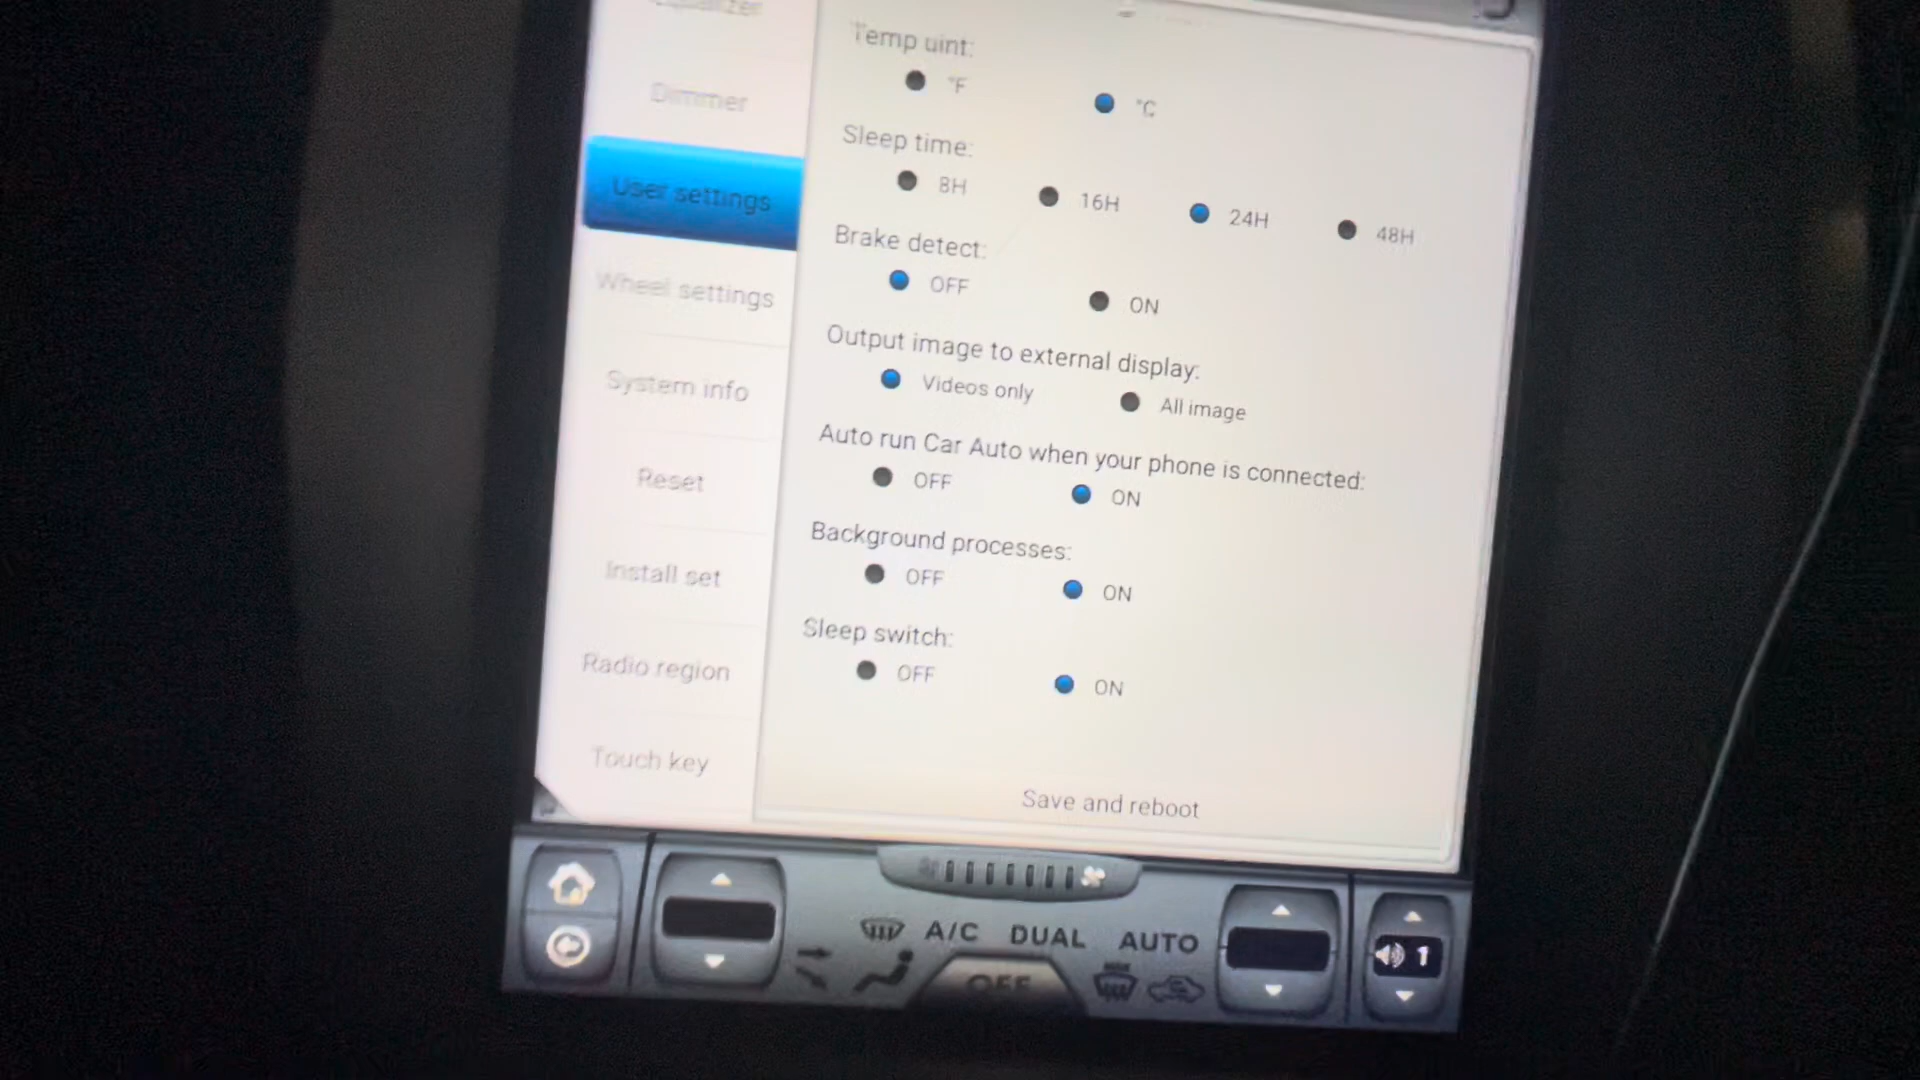 Equalizer
Dimmer
User settings
Wheel settings
System info
Reset
Install set
Radio region
Touch key
Temp uint:
°F °C
Sleep time:
8H 16H 24H 48H
Brake detect:
OFF ON
Output image to external display:
Videos only All image
Auto run Car Auto when your phone is connected:
OFF ON
Background processes:
OFF ON
Sleep switch:
OFF ON
Save and reboot
A/C DUAL AUTO
OFF
1